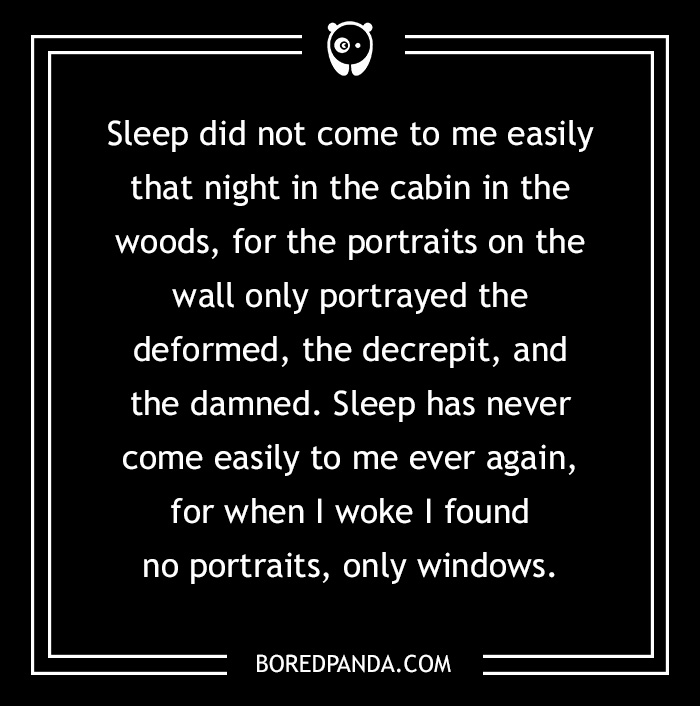 Sleep did not come to me easily
that night in the cabin in the
woods, for the portraits on the
wall only portrayed the
deformed, the decrepit, and
the damned. Sleep has never
come easily to me ever again,
for when I woke I found
no portraits, only windows.
BOREDPANDA.COM